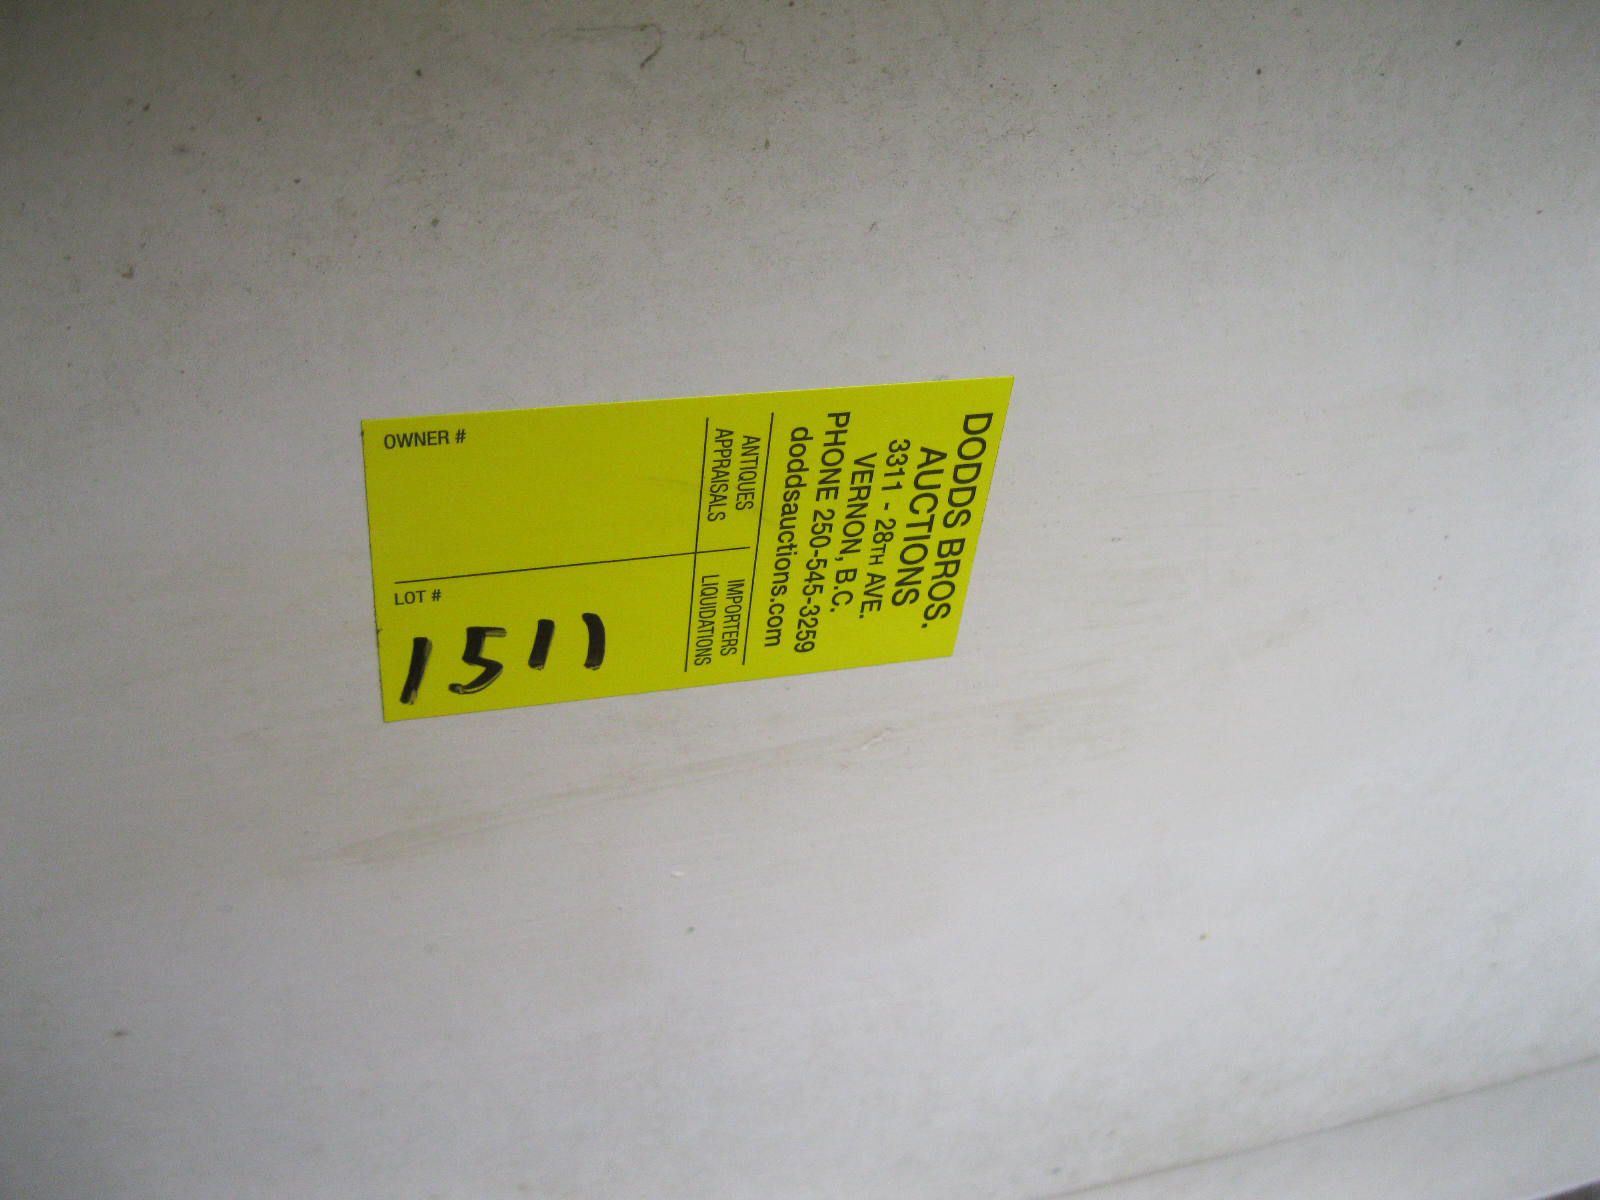 DODDS BROS.
AUCTIONS
3311 - 28TH AVE.
VERNON, B.C.
PHONE 250-545-3259
doddsauctions.com
ANTIQUES
APPRAISALS
IMPORTERS
LIQUIDATIONS
OWNER #
LOT #
1511